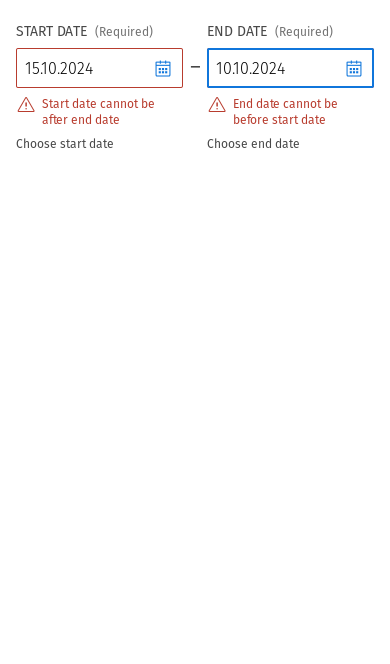 START DATE (Required)
15.10.2024
Start date cannot be
after end date
Choose start date
–
END DATE (Required)
10.10.2024
End date cannot be
before start date
Choose end date